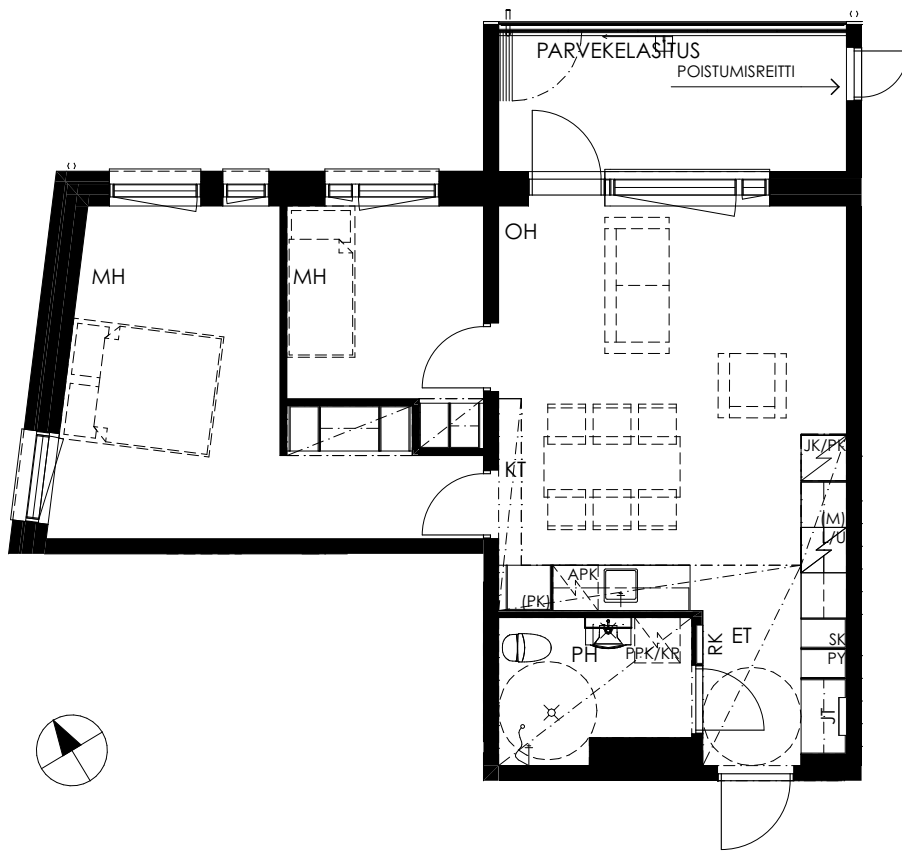 PARVEKELASITUS
POISTUMISREITTI
OH
MH
MH
JK/PK
KT
(M)
L/U
APK
(PK)
ET
SK
RK
PH
PPK/KR
PY
JT